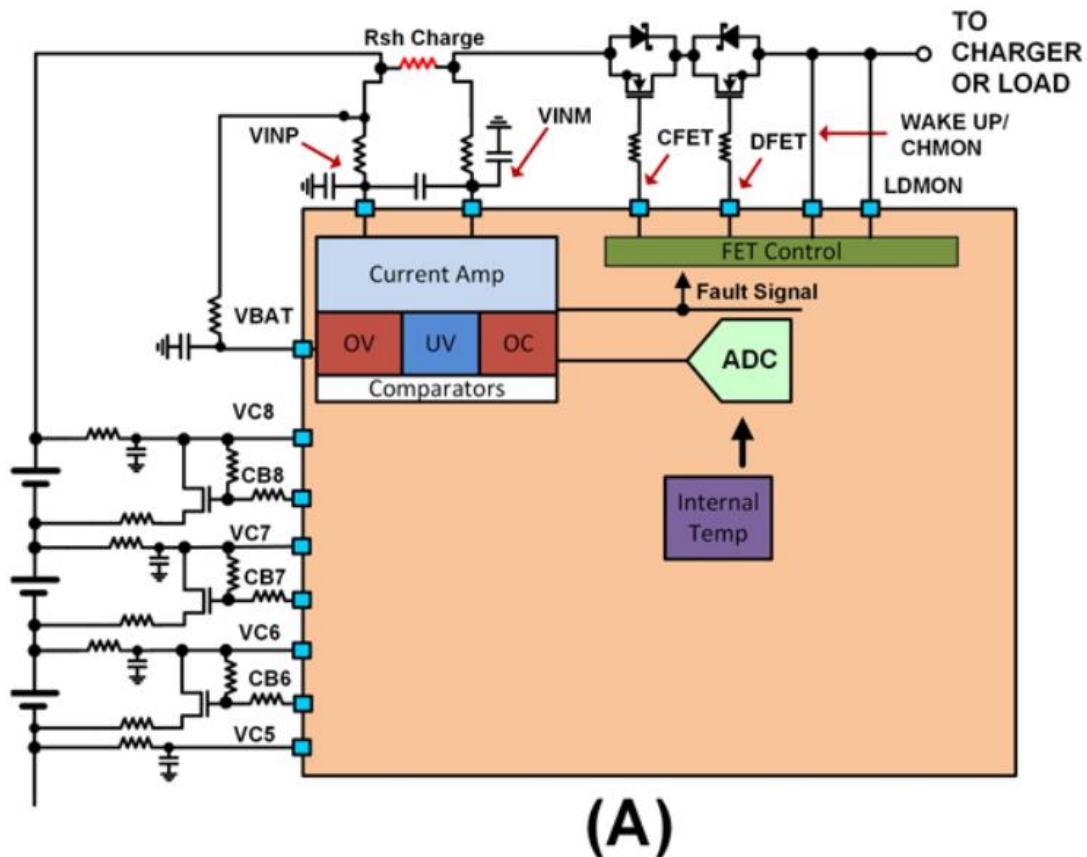 TO
CHARGER
OR LOAD
Rsh Charge
VINP
VINM
CFET
DFET
WAKE UP/
CHMON
LDMON
FET Control
Current Amp
Fault Signal
VBAT
OV
UV
OC
ADC
Comparators
VC8
CB8
Internal
Temp
VC7
CB7
VC6
CB6
VC5
(A)